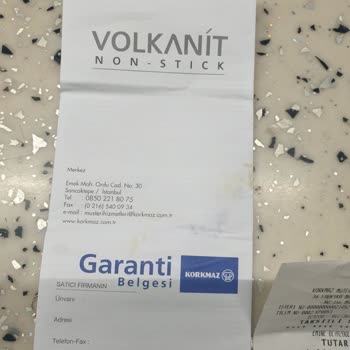 VOLKANİT
NON-STICK
Merkez
Emek Mah. Ordu Cad. No: 30
Sancaktepe / İstanbul
Tel : 0850 221 80 75
Fax : (0 216) 540 09 34
e-mail : musterihizmetleri@korkmaz.com.tr
www.korkmaz.com.tr
Garanti
Belgesi
KORKMAZ
SATICI FİRMANIN
Ünvanı
Adresi
Telefon-Fax :
KORKMAZ
TUTAR